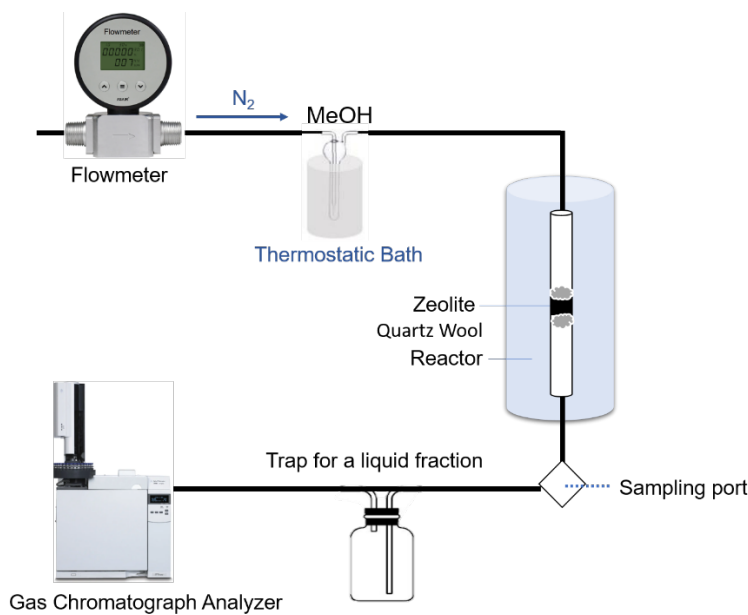 Flowmeter
N₂
MeOH
Flowmeter
Thermostatic Bath
Zeolite
Quartz Wool
Reactor
Trap for a liquid fraction
Sampling port
Gas Chromatograph Analyzer